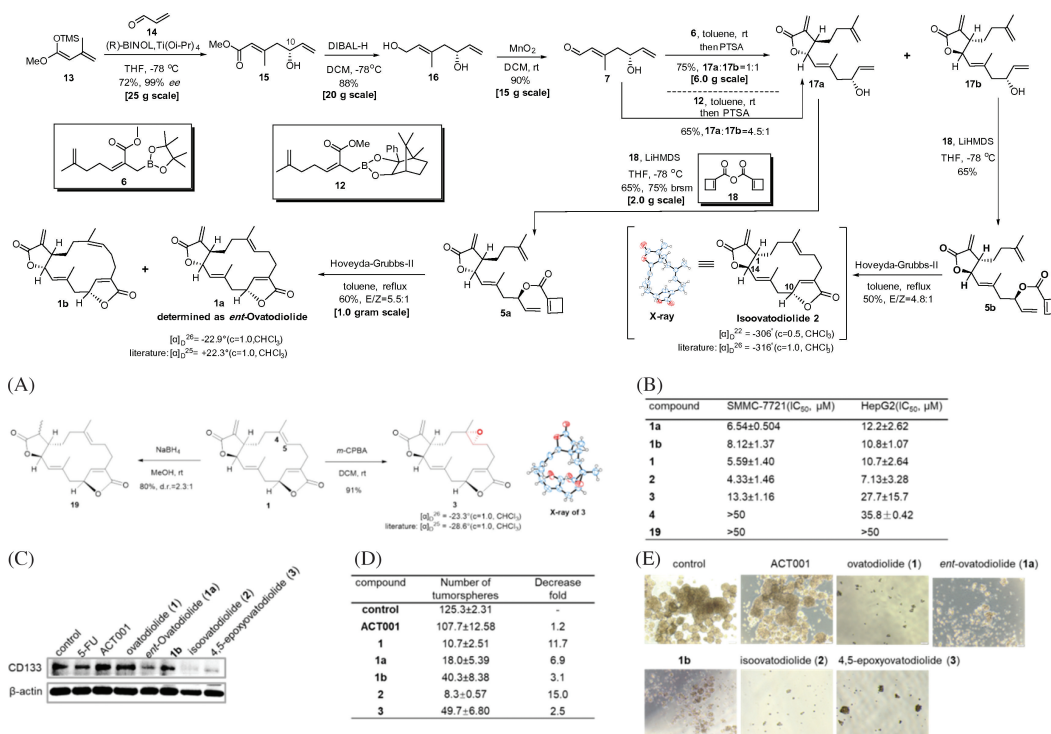 14
OTMS
MeO
13
(R)-BINOL,Ti(Oi-Pr)4
THF, -78 °C
72%, 99% ee
[25 g scale]
MeO
O
10
OH
15
DIBAL-H
DCM, -78°C
88%
[20 g scale]
HO
OH
16
MnO2
DCM, rt
90%
[15 g scale]
O
OH
7
6, toluene, rt
then PTSA
75%, 17a:17b=1:1
[6.0 g scale]
12, toluene, rt
then PTSA
65%, 17a:17b=4.5:1
H
O
O
H
OH
17a
+
H
O
O
H
OH
17b
6
12
Ph
OMe
18, LiHMDS
THF, -78 °C
65%, 75% brsm
[2.0 g scale]
18
18, LiHMDS
THF, -78 °C
65%
1b
+
1a
determined as ent-Ovatodiolide
[α]D26= -22.9°(c=1.0,CHCl3)
literature:[α]D25= +22.3°(c=1.0, CHCl3)
Hoveyda-Grubbs-II
toluene, reflux
60%, E/Z=5.5:1
[1.0 gram scale]
5a
X-ray
14
10
Isoovatodiolide 2
[α]D22 = -306°(c=0.5, CHCl3)
literature: [α]D26 = -316°(c=1.0, CHCl3)
Hoveyda-Grubbs-II
toluene, reflux
50%, E/Z=4.8:1
5b
(A)
NaBH4
MeOH, rt
80%, d.r.=2.3:1
19
4
5
1
m-CPBA
DCM, rt
91%
3
[α]D26 = -23.3°(c=1.0, CHCl3)
literature: [α]D25 = -28.6°(c=1.0, CHCl3)
X-ray of 3
(B)
compound SMMC-7721(IC50, μM) HepG2(IC50, μM)
1a 6.54±0.504 12.2±2.62
1b 8.12±1.37 10.8±1.07
1 5.59±1.40 10.7±2.64
2 4.33±1.46 7.13±3.28
3 13.3±1.16 27.7±15.7
4 >50 35.8±0.42
19 >50 >50
(C)
control
5-FU
ACT001
ovatodiolide (1)
ent-Ovatodiolide (1a)
1b
isoovatodiolide (2)
4,5-epoxyovatodiolide (3)
CD133
β-actin
(D)
compound Number of tumorspheres Decrease fold
control 125.3±2.31 -
ACT001 107.7±12.58 1.2
1 10.7±2.51 11.7
1a 18.0±5.39 6.9
1b 40.3±8.38 3.1
2 8.3±0.57 15.0
3 49.7±6.80 2.5
(E)
control ACT001 ovatodiolide (1) ent-ovatodiolide (1a)
1b isoovatodiolide (2) 4,5-epoxyovatodiolide (3)